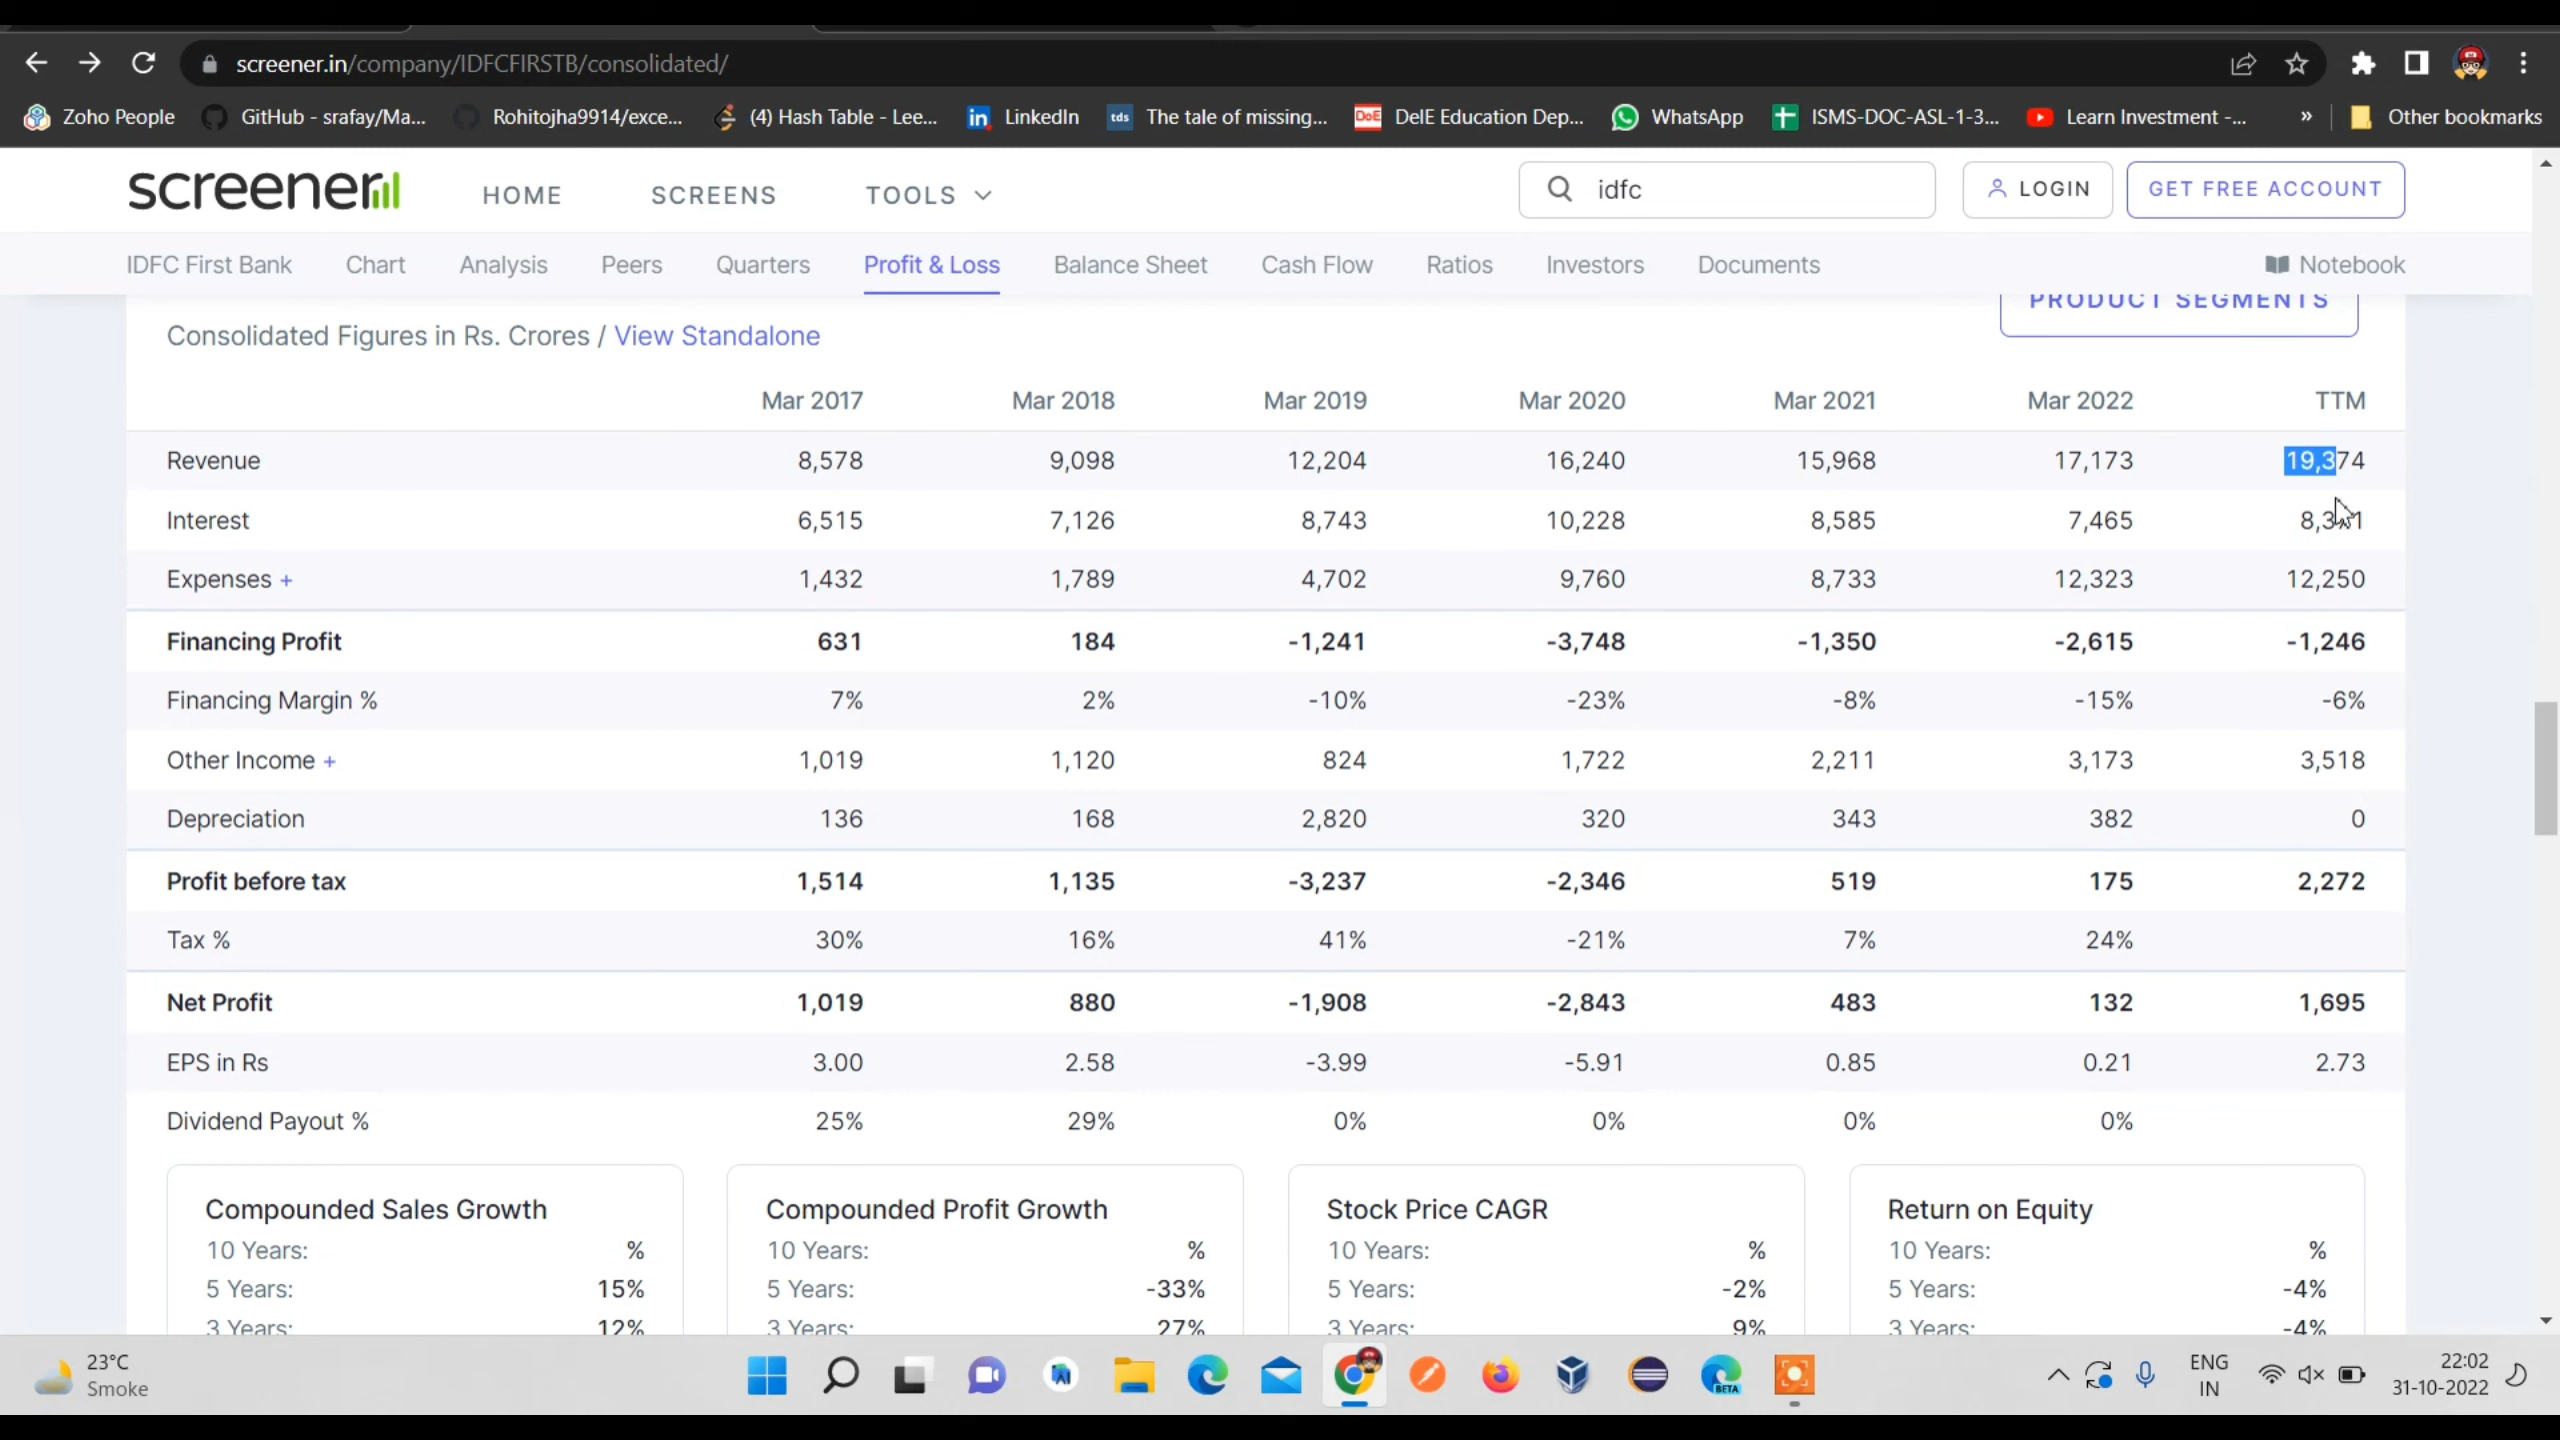 screener.in/company/IDFCFIRSTB/consolidated/
Zoho People GitHub - srafay/Ma... Rohitojha9914/exce... (4) Hash Table - Lee... in LinkedIn tds The tale of missing... DoE DelE Education Dep... WhatsApp ISMS-DOC-ASL-1-3... Learn Investment -... » Other bookmarks
screener HOME SCREENS TOOLS idfc LOGIN GET FREE ACCOUNT
IDFC First Bank Chart Analysis Peers Quarters Profit & Loss Balance Sheet Cash Flow Ratios Investors Documents Notebook
PRODUCT SEGMENTS
Consolidated Figures in Rs. Crores / View Standalone
Mar 2017 Mar 2018 Mar 2019 Mar 2020 Mar 2021 Mar 2022 TTM
Revenue 8,578 9,098 12,204 16,240 15,968 17,173 19,374
Interest 6,515 7,126 8,743 10,228 8,585 7,465
Expenses + 1,432 1,789 4,702 9,760 8,733 12,323 12,250
Financing Profit 631 184 -1,241 -3,748 -1,350 -2,615 -1,246
Financing Margin % 7% 2% -10% -23% -8% -15% -6%
Other Income + 1,019 1,120 824 1,722 2,211 3,173 3,518
Depreciation 136 168 2,820 320 343 382 0
Profit before tax 1,514 1,135 -3,237 -2,346 519 175 2,272
Tax % 30% 16% 41% -21% 7% 24%
Net Profit 1,019 880 -1,908 -2,843 483 132 1,695
EPS in Rs 3.00 2.58 -3.99 -5.91 0.85 0.21 2.73
Dividend Payout % 25% 29% 0% 0% 0% 0%
Compounded Sales Growth Compounded Profit Growth Stock Price CAGR Return on Equity
10 Years: % 10 Years: % 10 Years: % 10 Years: %
5 Years: 15% 5 Years: -33% 5 Years: -2% 5 Years: -4%
3 Years: 12% 3 Years: 27% 3 Years: 9% 3 Years: -4%
23°C
Smoke
BETA
ENG
IN
22:02
31-10-2022